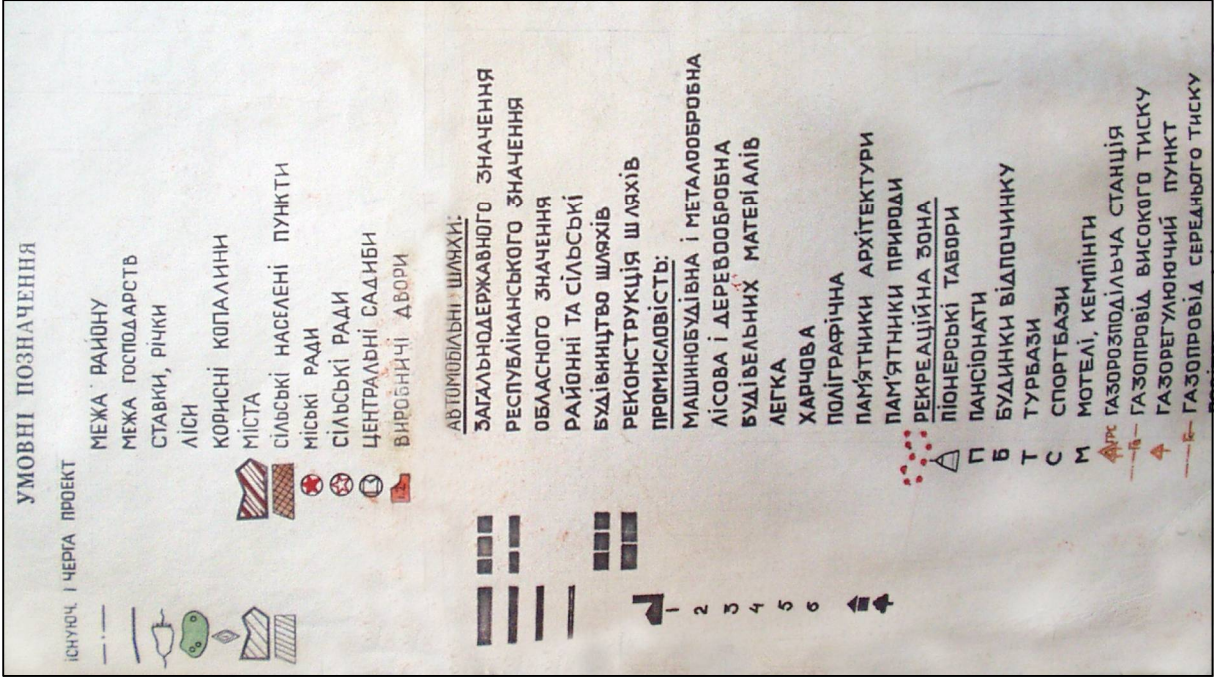 УМОВНІ ПОЗНАЧЕННЯ
ІСНУЮЧ. І ЧЕРГА ПРОЕКТ
МЕЖА РАЙОНУ
МЕЖА ГОСПОДАРСТВ
СТАВКИ, РІЧКИ
ЛІСИ
КОРИСНІ КОПАЛИНИ
МІСТА
СІЛЬСЬКІ НАСЕЛЕНІ ПУНКТИ
МІСЬКІ РАДИ
СІЛЬСЬКІ РАДИ
ЦЕНТРАЛЬНІ САДИБИ
ВИРОБНИЧІ ДВОРИ
АВТОМОБІЛЬНІ ШЛЯХИ:
ЗАГАЛЬНОДЕРЖАВНОГО ЗНАЧЕННЯ
РЕСПУБЛІКАНСЬКОГО ЗНАЧЕННЯ
ОБЛАСНОГО ЗНАЧЕННЯ
РАЙОННІ ТА СІЛЬСЬКІ
БУДІВНИЦТВО ШЛЯХІВ
РЕКОНСТРУКЦІЯ ШЛЯХІВ
ПРОМИСЛОВІСТЬ:
1 МАШИНОБУДІВНА І МЕТАЛООБРОБНА
2 ЛІСОВА І ДЕРЕВООБРОБНА
3 БУДІВЕЛЬНИХ МАТЕРІАЛІВ
4 ЛЕГКА
5 ХАРЧОВА
6 ПОЛІГРАФІЧНА
ПАМ'ЯТНИКИ АРХІТЕКТУРИ
ПАМ'ЯТНИКИ ПРИРОДИ
РЕКРЕАЦІЙНА ЗОНА
ПІОНЕРСЬКІ ТАБОРИ
П ПАНСІОНАТИ
Б БУДИНКИ ВІДПОЧИНКУ
Т ТУРБАЗИ
С СПОРТБАЗИ
М МОТЕЛІ, КЕМПІНГИ
ГАЗОРОЗПОДІЛЬЧА СТАНЦІЯ
ГАЗОПРОВІД ВИСОКОГО ТИСКУ
ГАЗОРЕГУЛЮЮЧИЙ ПУНКТ
ГАЗОПРОВІД СЕРЕДНЬОГО ТИСКУ